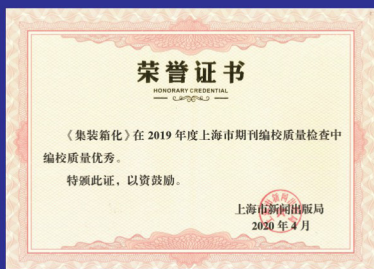 荣誉证书
HONORARY CREDENTIAL
《集装箱化》在 2019 年度上海市期刊编校质量检查中
编校质量优秀。
特颁此证，以资鼓励。
上海市新闻出版局
2020 年 4 月